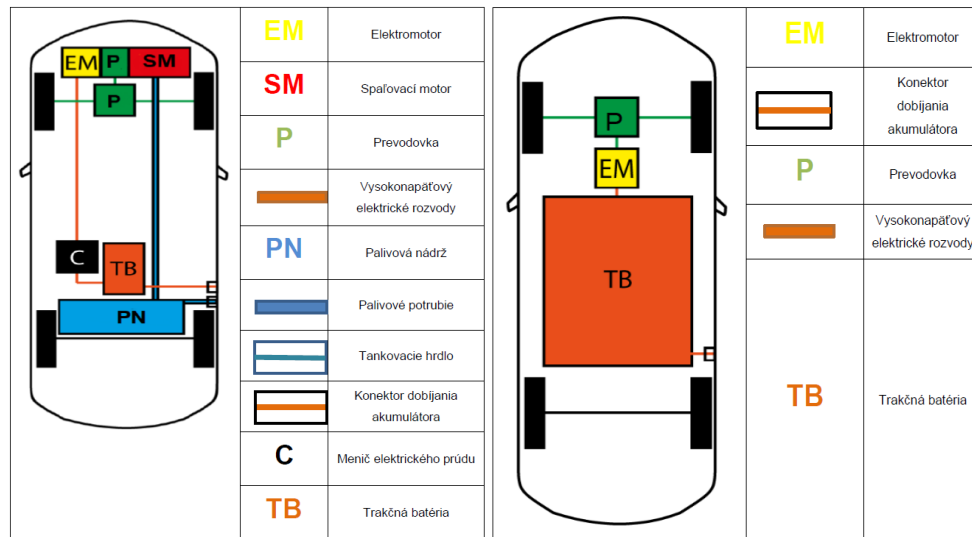 EM P SM
P
C
TB
PN
EM Elektromotor
SM Spaľovací motor
P Prevodovka
Vysokonapäťový
elektrické rozvody
PN Palivová nádrž
Palivové potrubie
Tankovacie hrdlo
Konektor dobíjania
akumulátora
C Menič elektrického prúdu
TB Trakčná batéria
P
EM
TB
EM Elektromotor
Konektor
dobíjania
akumulátora
P Prevodovka
Vysokonapäťový
elektrické rozvody
TB Trakčná batéria